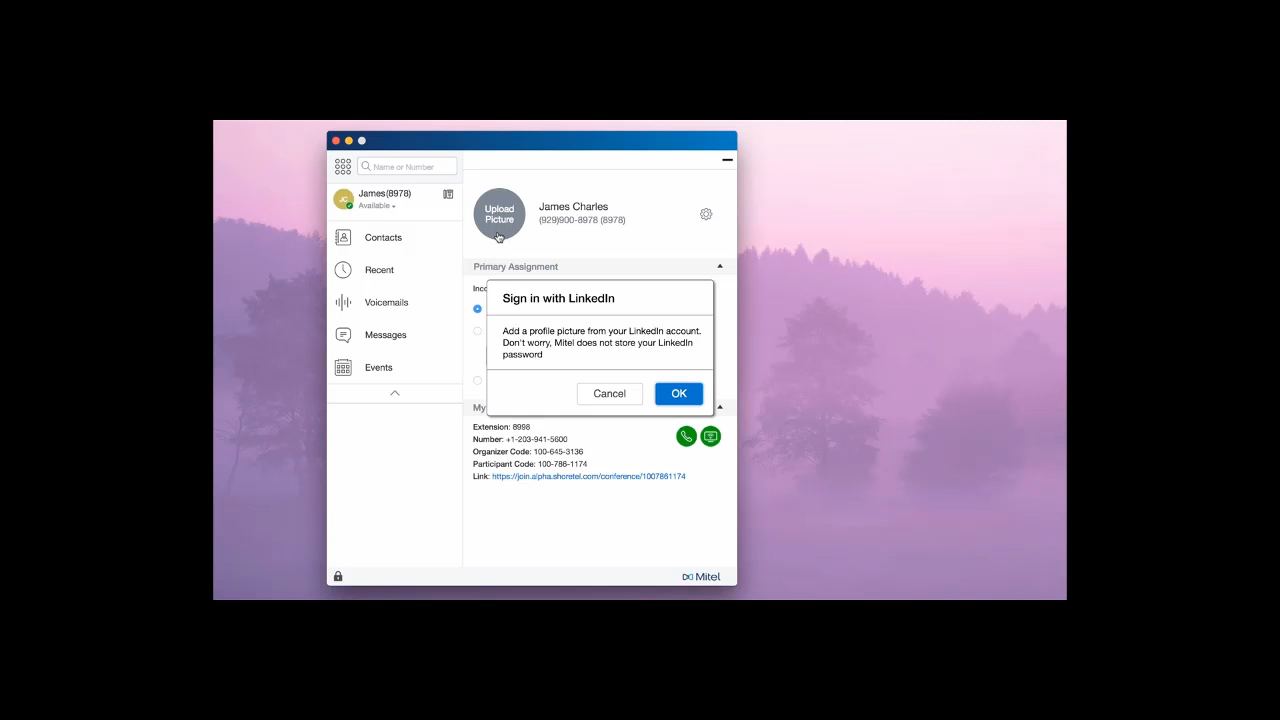 Name or Number
James(8978)
JC
Available
Contacts
Recent
Voicemails
Messages
Events
Upload
Picture
James Charles
(929)900-8978 (8978)
Primary Assignment
Inco
Sign in with LinkedIn
Add a profile picture from your LinkedIn account.
Don't worry, Mitel does not store your LinkedIn
password
Cancel
OK
My
Extension: 8998
Number: +1-203-941-5600
Organizer Code: 100-645-3136
Participant Code: 100-786-1174
Link: https://join.alpha.shoretel.com/conference/1007861174
Mitel